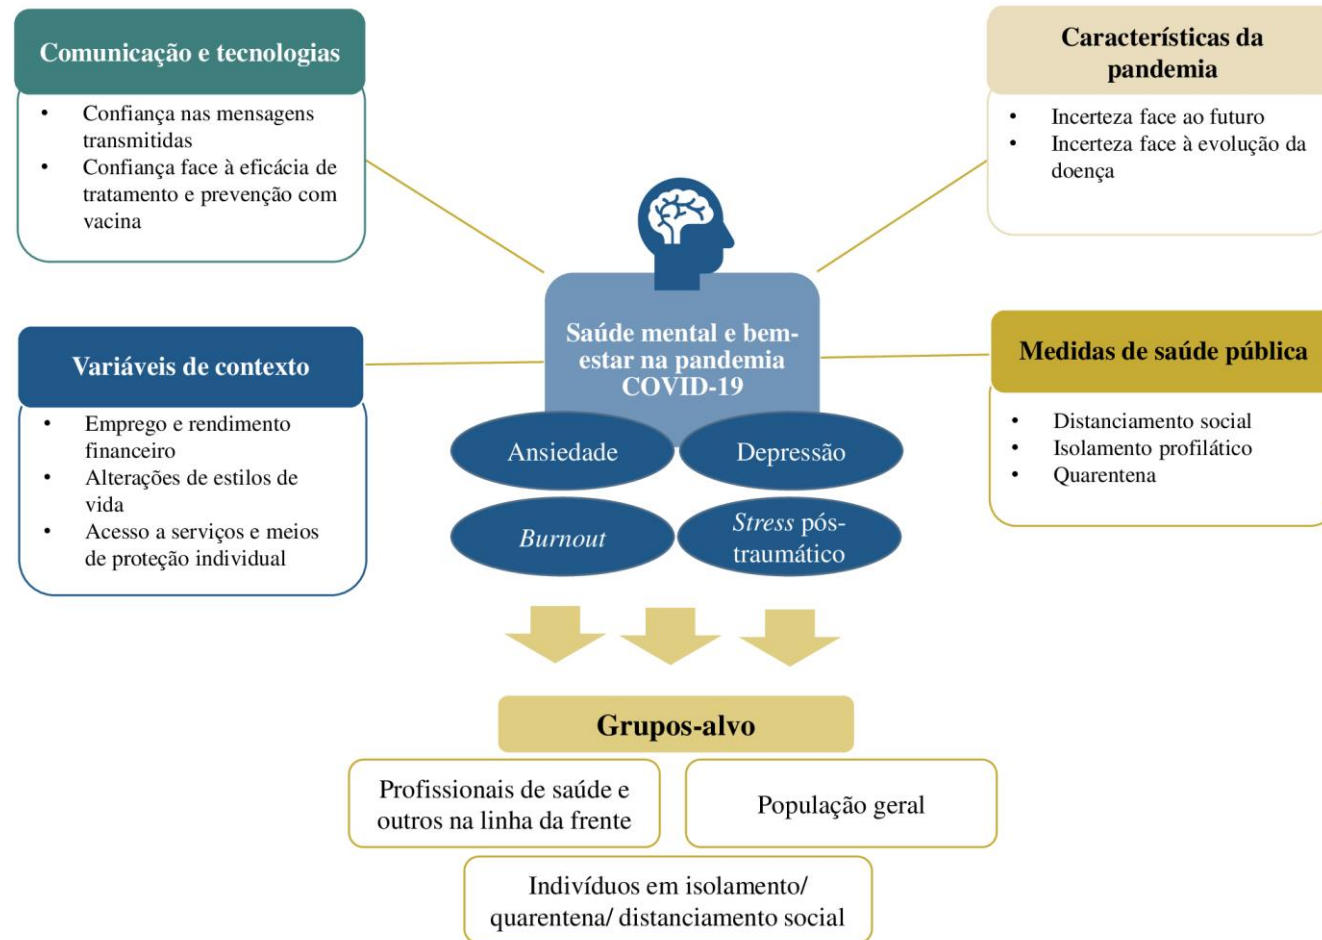 Comunicação e tecnologias
• Confiança nas mensagens
transmitidas
• Confiança face à eficácia de
tratamento e prevenção com
vacina
Características da
pandemia
• Incerteza face ao futuro
• Incerteza face à evolução da
doença
Variáveis de contexto
• Emprego e rendimento
financeiro
• Alterações de estilos de
vida
• Acesso a serviços e meios
de proteção individual
Saúde mental e bem-
estar na pandemia
COVID-19
Ansiedade
Depressão
Burnout
Stress pós-
traumático
Medidas de saúde pública
• Distanciamento social
• Isolamento profilático
• Quarentena
Grupos-alvo
Profissionais de saúde e
outros na linha da frente
População geral
Indivíduos em isolamento/
quarentena/ distanciamento social